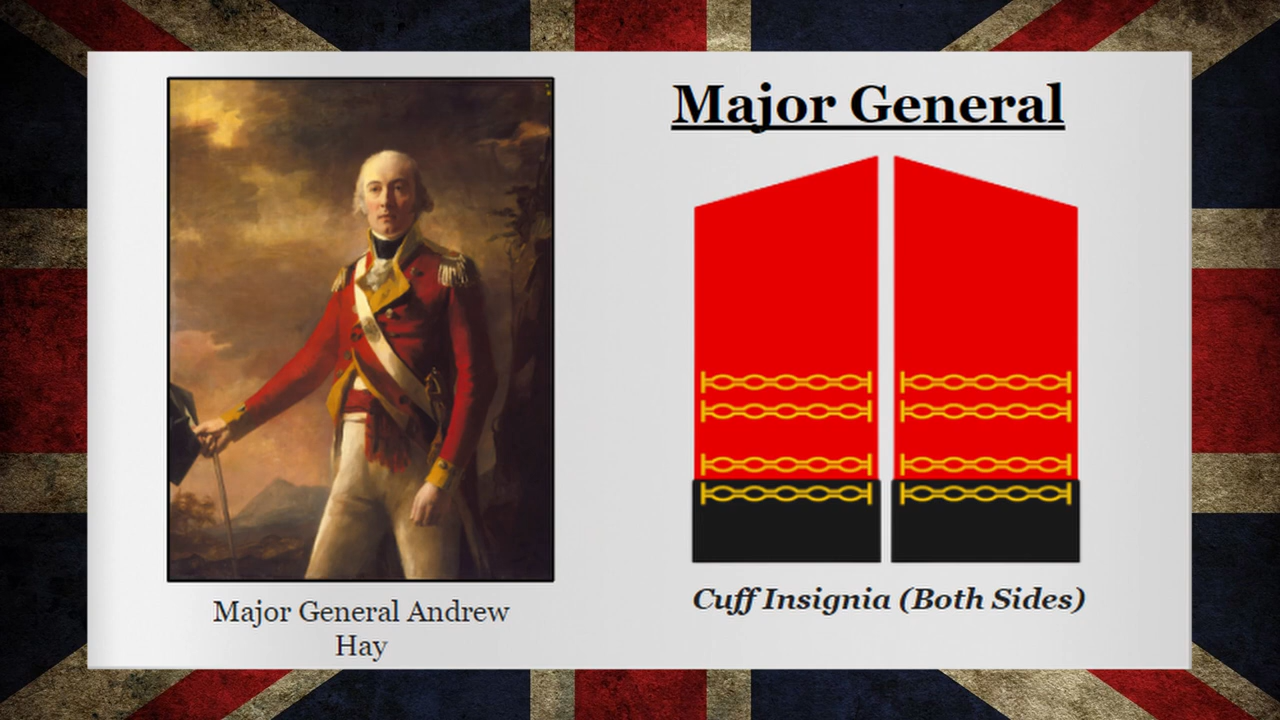 Major General
Major General Andrew
Hay
Cuff Insignia (Both Sides)